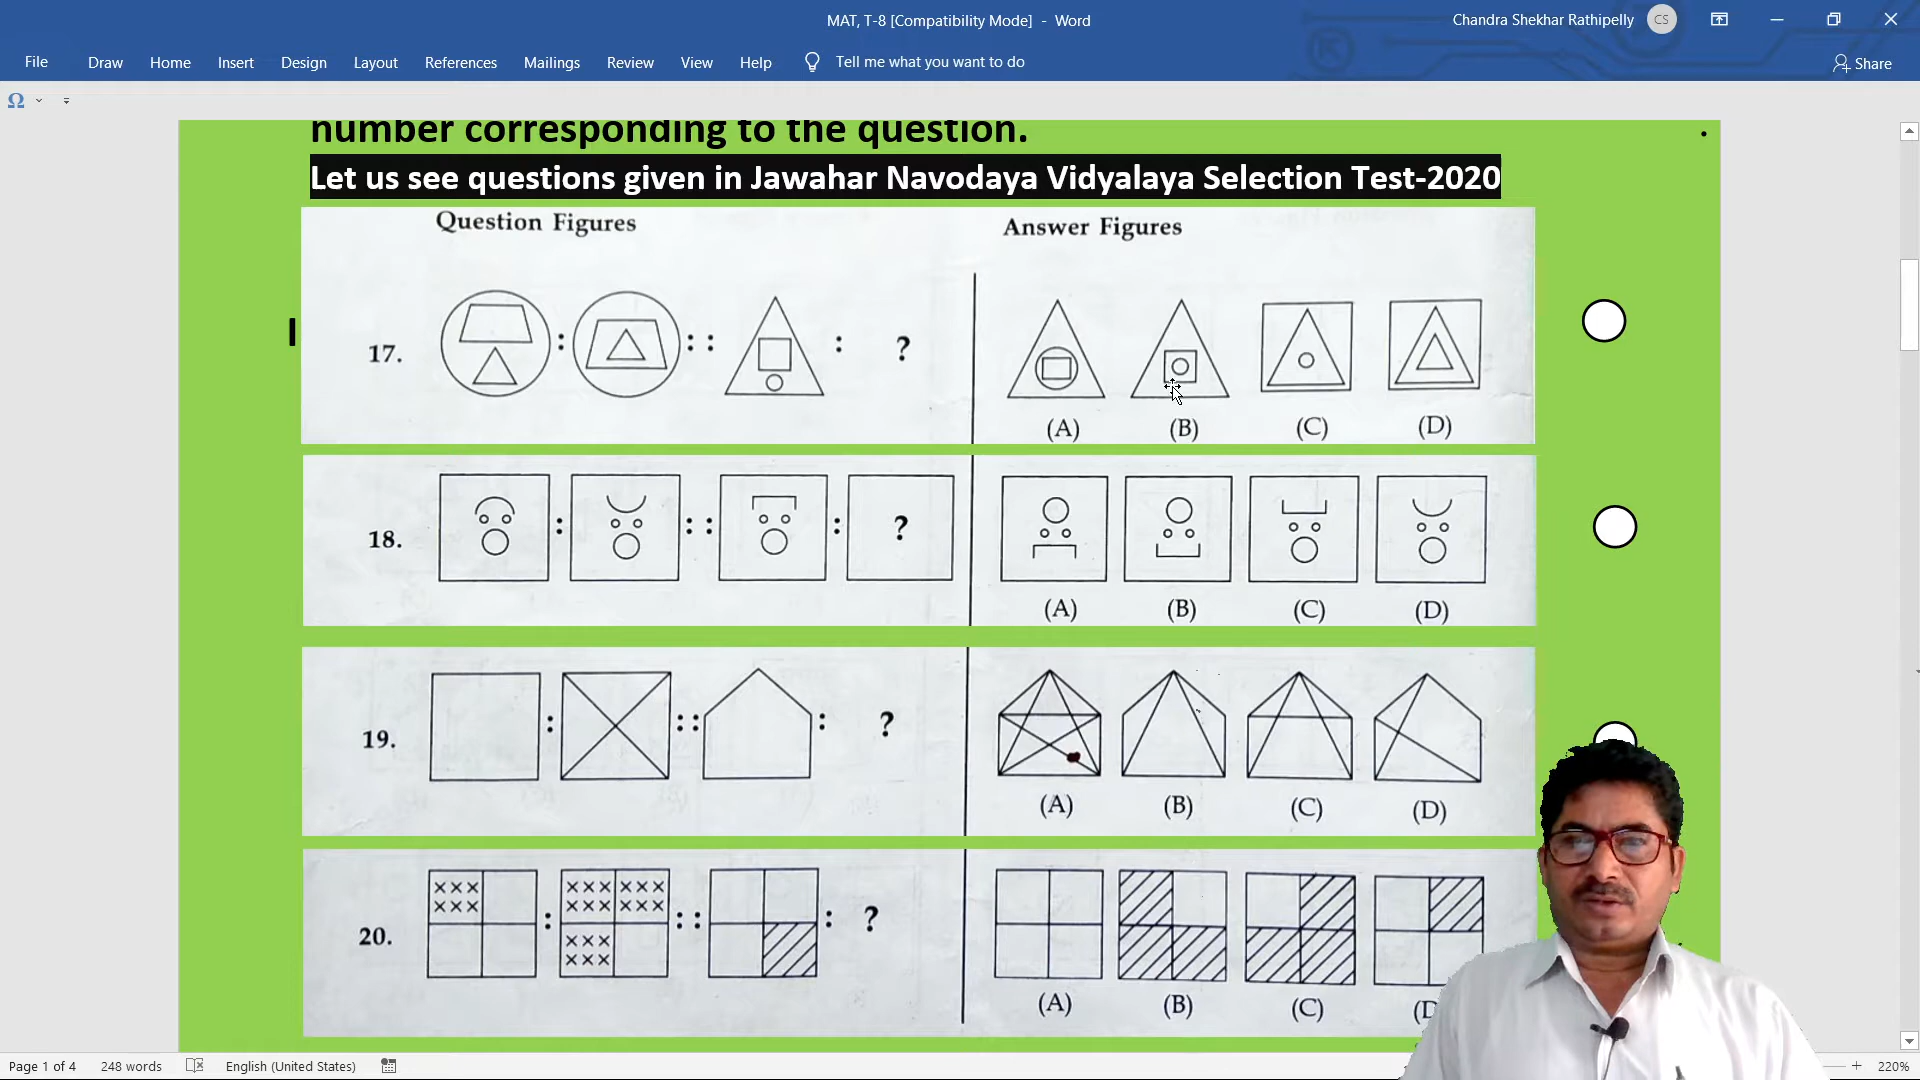 MAT, T-8 [Compatibility Mode] - Word
Chandra Shekhar Rathipelly CS
File Draw Home Insert Design Layout References Mailings Review View Help Tell me what you want to do Share
number corresponding to the question.
Let us see questions given in Jawahar Navodaya Vidyalaya Selection Test-2020
Question Figures Answer Figures
17. : :: : ?
(A) (B) (C) (D)
18. : :: : ?
(A) (B) (C) (D)
19. : :: : ?
(A) (B) (C) (D)
20. : :: : ?
(A) (B) (C)
Page 1 of 4 248 words English (United States) 220%